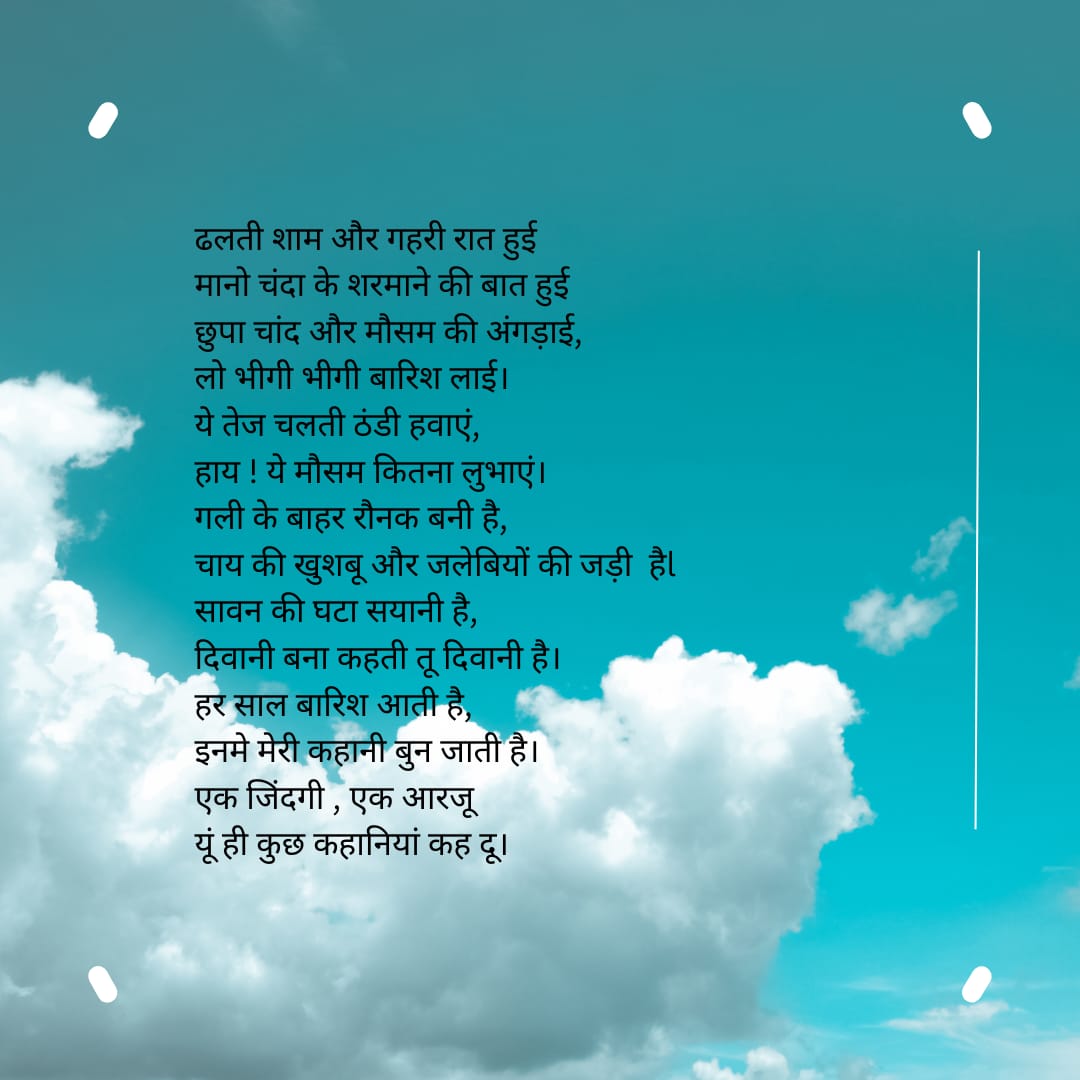 ढलती शाम और गहरी रात हुई
मानो चंदा के शरमाने की बात हुई
छुपा चांद और मौसम की अंगड़ाई,
लो भीगी भीगी बारिश लाई।
ये तेज चलती ठंडी हवाएं,
हाय ! ये मौसम कितना लुभाएं।
गली के बाहर रौनक बनी है,
चाय की खुशबू और जलेबियों की जड़ी  हैl
सावन की घटा सयानी है,
दिवानी बना कहती तू दिवानी है।
हर साल बारिश आती है,
इनमे मेरी कहानी बुन जाती है।
एक जिंदगी , एक आरजू
यूं ही कुछ कहानियां कह दू।